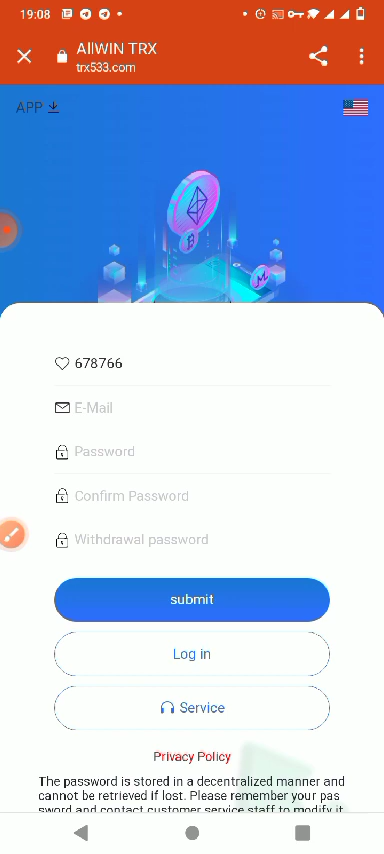 19:08
AllWIN TRX
trx533.com
APP
678766
E-Mail
Password
Confirm Password
Withdrawal password
submit
Log in
Service
Privacy Policy
The password is stored in a decentralized manner and
cannot be retrieved if lost. Please remember your pas
sword and contact customer service staff to modify it